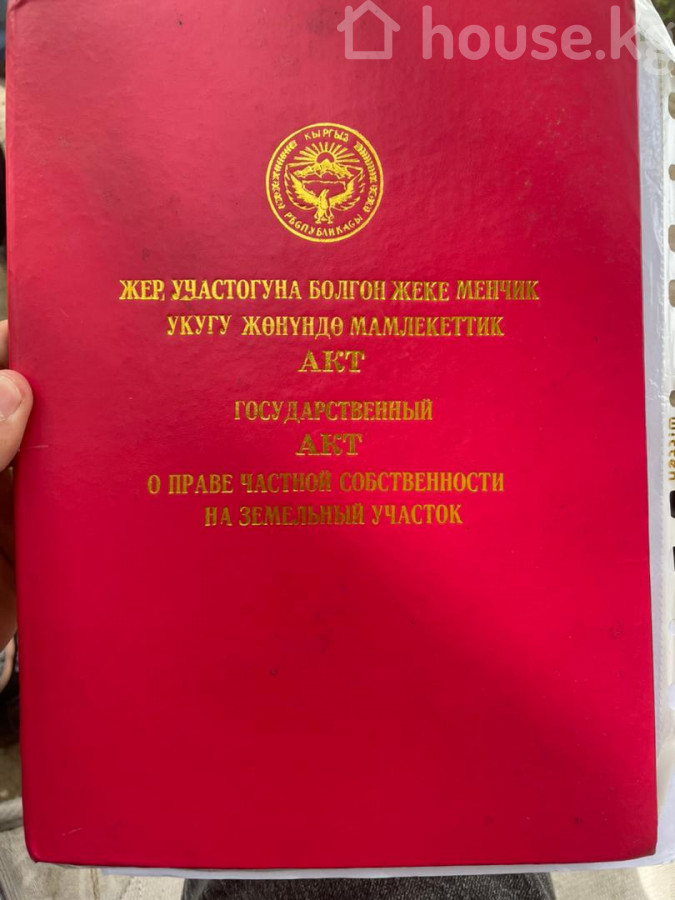 house.kg
КЫРГЫЗ
РЕСПУБЛИКАСЫ
ЖЕР УЧАСТОГУНА БОЛГОН ЖЕКЕ МЕНЧИК
УКУГУ ЖӨНҮНДӨ МАМЛЕКЕТТИК
АКТ
ГОСУДАРСТВЕННЫЙ
АКТ
О ПРАВЕ ЧАСТНОЙ СОБСТВЕННОСТИ
НА ЗЕМЕЛЬНЫЙ УЧАСТОК